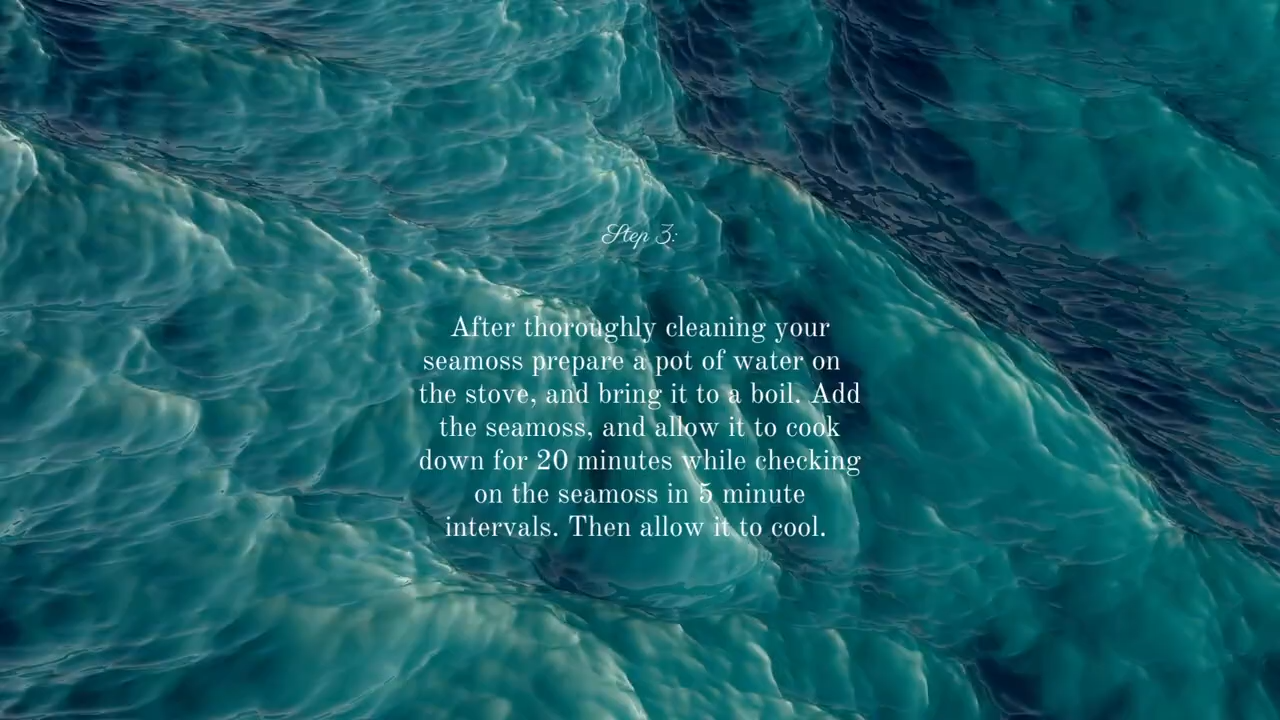 Step 3:
After thoroughly cleaning your
seamoss prepare a pot of water on
the stove, and bring it to a boil. Add
the seamoss, and allow it to cook
down for 20 minutes while checking
on the seamoss in 5 minute
intervals. Then allow it to cool.